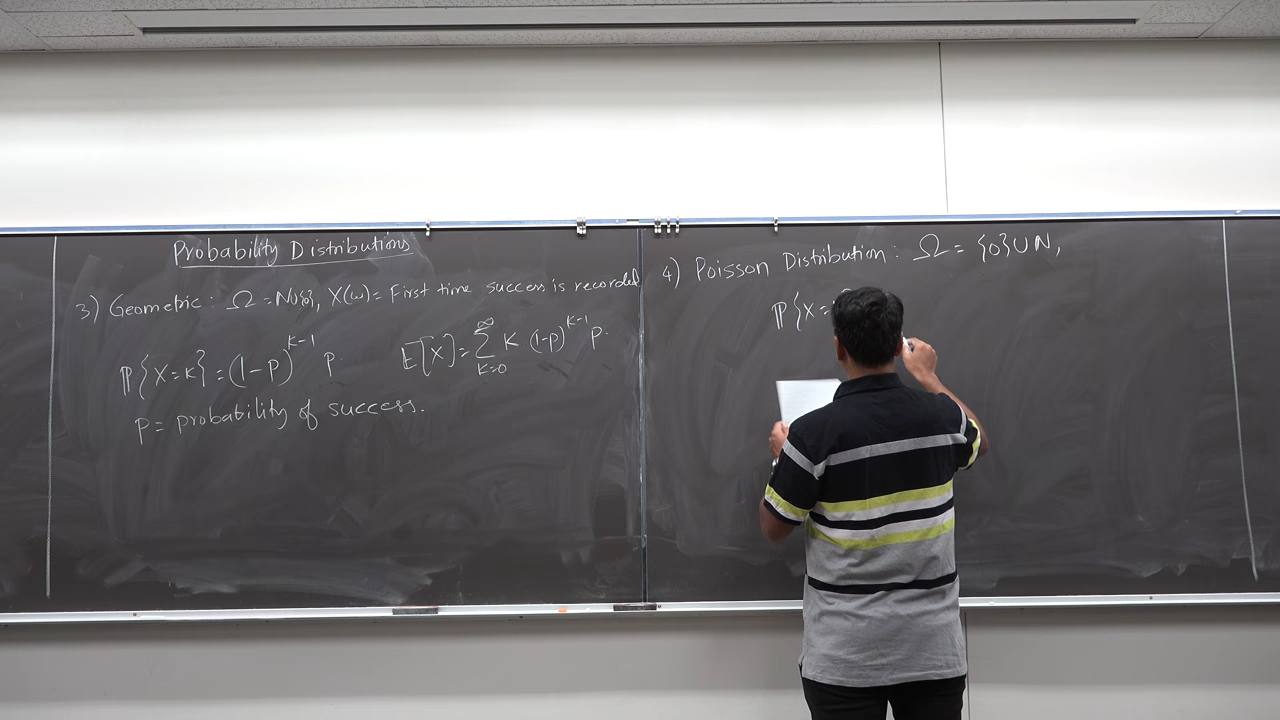 Probability Distributions
3) Geometric: Ω = N∪{0}, X(ω) = First time success is recorded
P{X=K} = (1-P)^{K-1} P.
E[X] = ∑_{K=0}^{∞} K (1-P)^{K-1} P.
P = probability of success.
4) Poisson Distribution: Ω = {0}∪N,
P{X=